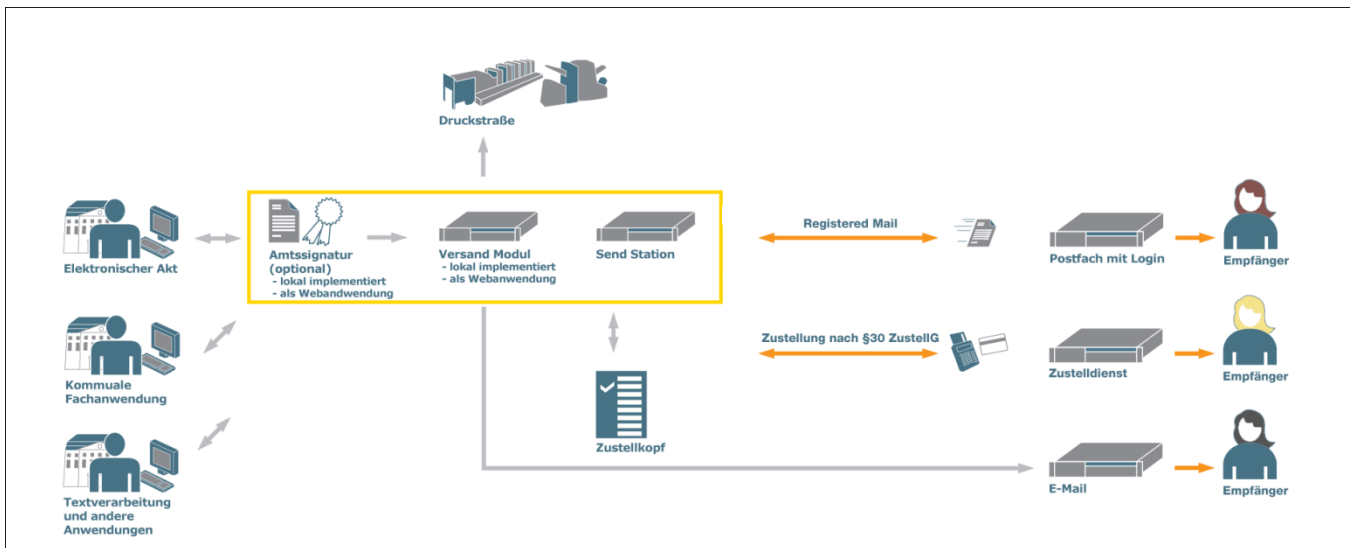 Druckstraße
Elektronischer Akt
Kommuale
Fachanwendung
Textverarbeitung
und andere
Anwendungen
Amtssignatur
(optional)
- lokal implementiert
- als Webandwendung
Versand Modul
- lokal implementiert
- als Webanwendung
Send Station
Zustellkopf
Registered Mail
Postfach mit Login
Empfänger
Zustellung nach §30 ZustellG
Zustelldienst
Empfänger
E-Mail
Empfänger